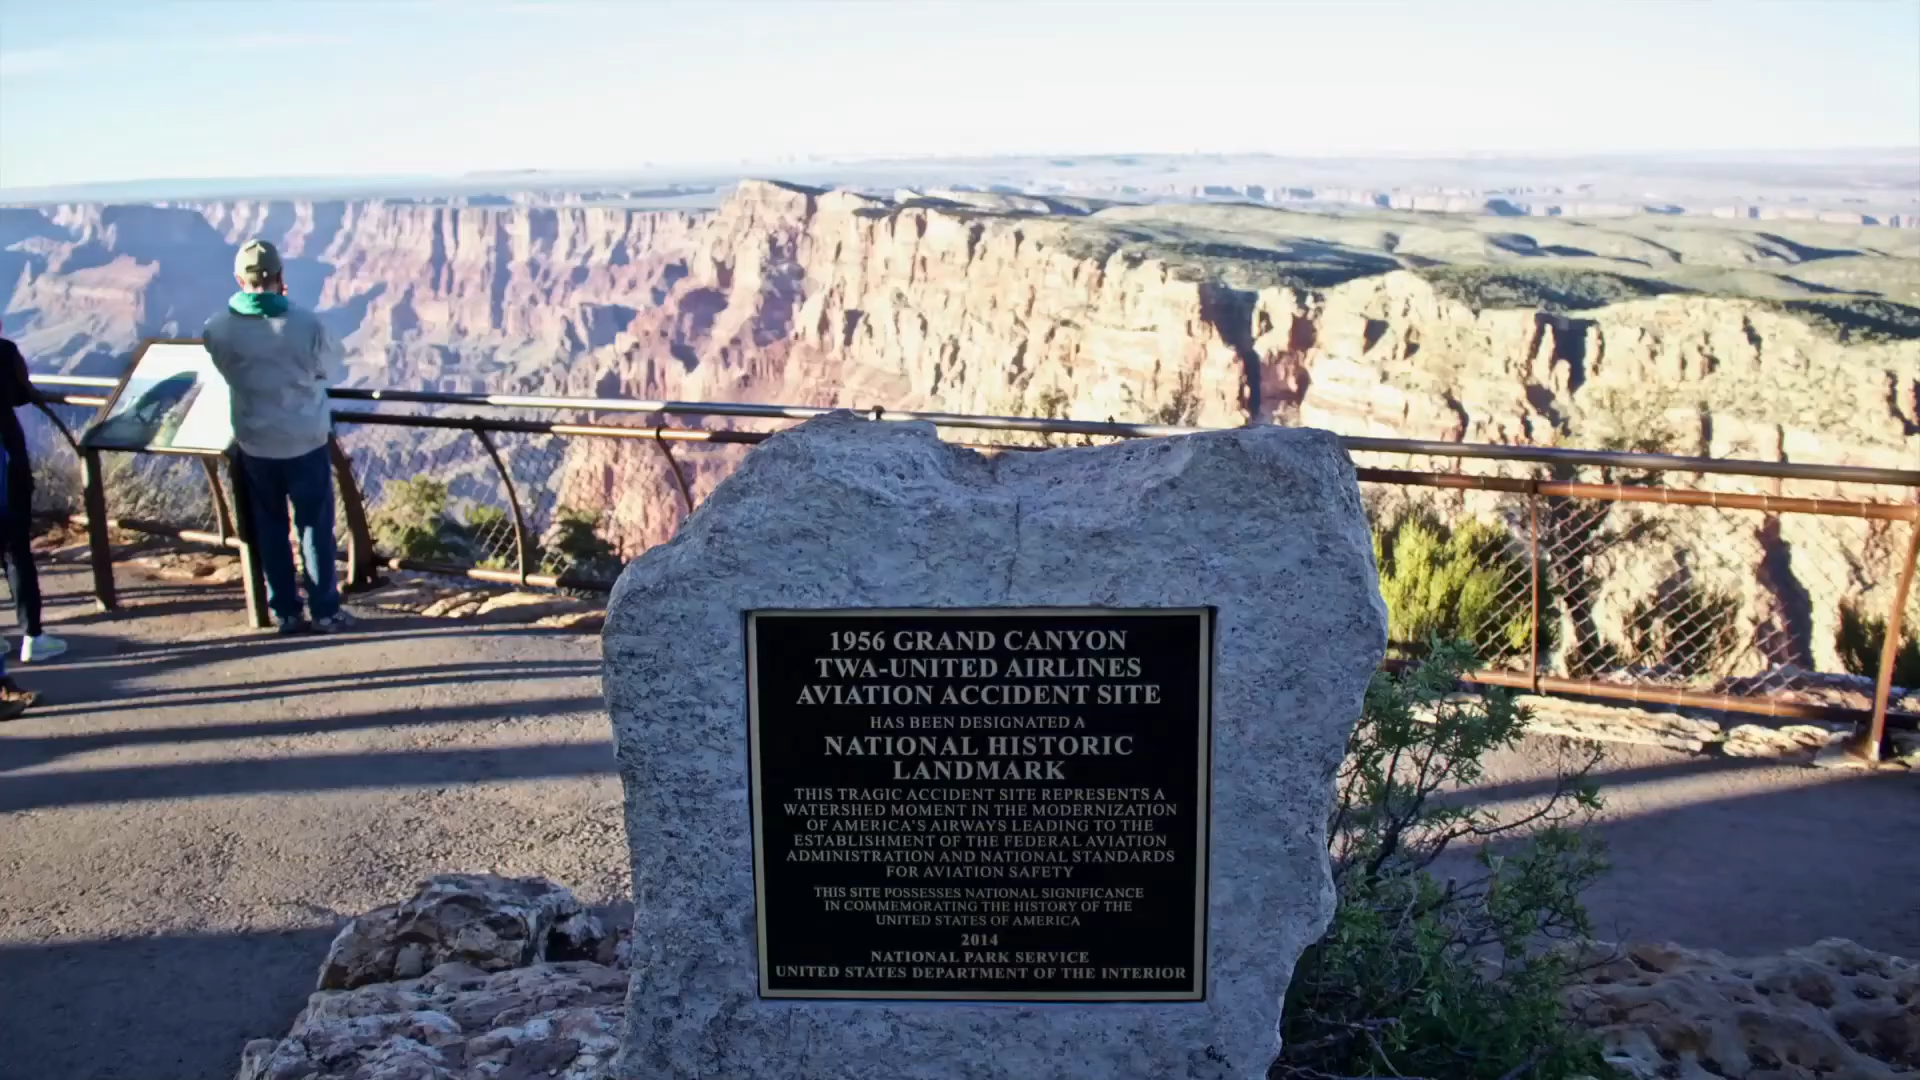 1956 GRAND CANYON
TWA-UNITED AIRLINES
AVIATION ACCIDENT SITE
HAS BEEN DESIGNATED A
NATIONAL HISTORIC
LANDMARK
THIS TRAGIC ACCIDENT SITE REPRESENTS A
WATERSHED MOMENT IN THE MODERNIZATION
OF AMERICA'S AIRWAYS LEADING TO THE
ESTABLISHMENT OF THE FEDERAL AVIATION
ADMINISTRATION AND NATIONAL STANDARDS
FOR AVIATION SAFETY
THIS SITE POSSESSES NATIONAL SIGNIFICANCE
IN COMMEMORATING THE HISTORY OF THE
UNITED STATES OF AMERICA
2014
NATIONAL PARK SERVICE
UNITED STATES DEPARTMENT OF THE INTERIOR